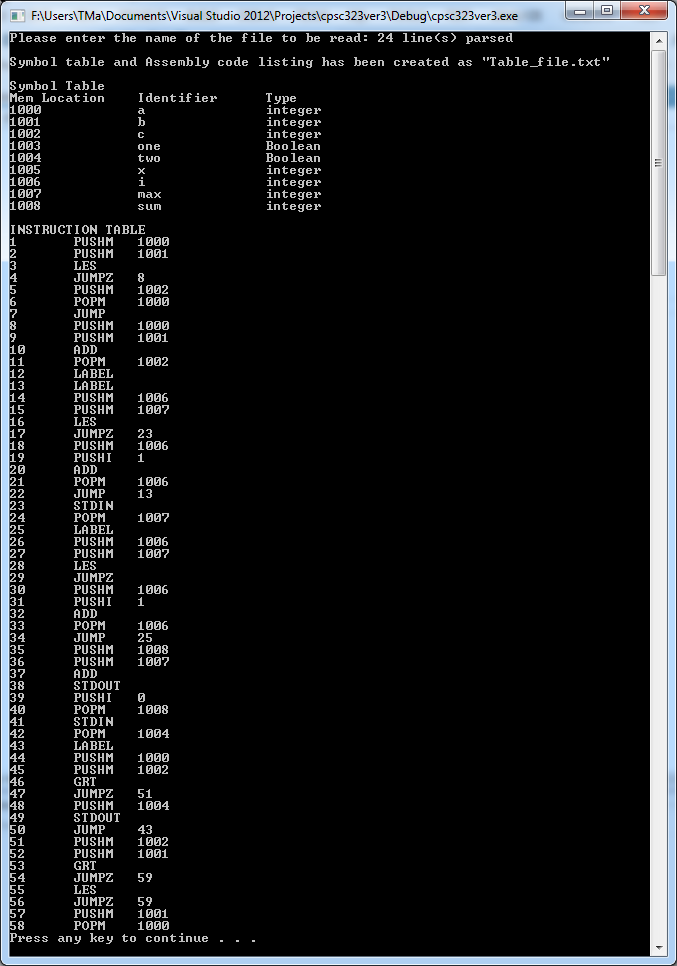 F:\Users\TMa\Documents\Visual Studio 2012\Projects\cpsc323ver3\Debug\cpsc323ver3.exe
Please enter the name of the file to be read: 24 line(s) parsed
Symbol table and Assembly code listing has been created as "Table_file.txt"
Symbol Table
Mem Location Identifier Type
1000 a integer
1001 b integer
1002 c integer
1003 one Boolean
1004 two Boolean
1005 x integer
1006 i integer
1007 max integer
1008 sum integer
INSTRUCTION TABLE
1 PUSHM 1000
2 PUSHM 1001
3 LES
4 JUMPZ 8
5 PUSHM 1002
6 POPM 1000
7 JUMP
8 PUSHM 1000
9 PUSHM 1001
10 ADD
11 POPM 1002
12 LABEL
13 LABEL
14 PUSHM 1006
15 PUSHM 1007
16 LES
17 JUMPZ 23
18 PUSHM 1006
19 PUSHI 1
20 ADD
21 POPM 1006
22 JUMP 13
23 STDIN
24 POPM 1007
25 LABEL
26 PUSHM 1006
27 PUSHM 1007
28 LES
29 JUMPZ
30 PUSHM 1006
31 PUSHI 1
32 ADD
33 POPM 1006
34 JUMP 25
35 PUSHM 1008
36 PUSHM 1007
37 ADD
38 STDOUT
39 PUSHI 0
40 POPM 1008
41 STDIN
42 POPM 1004
43 LABEL
44 PUSHM 1000
45 PUSHM 1002
46 GRT
47 JUMPZ 51
48 PUSHM 1004
49 STDOUT
50 JUMP 43
51 PUSHM 1002
52 PUSHM 1001
53 GRT
54 JUMPZ 59
55 LES
56 JUMPZ 59
57 PUSHM 1001
58 POPM 1000
Press any key to continue . . .